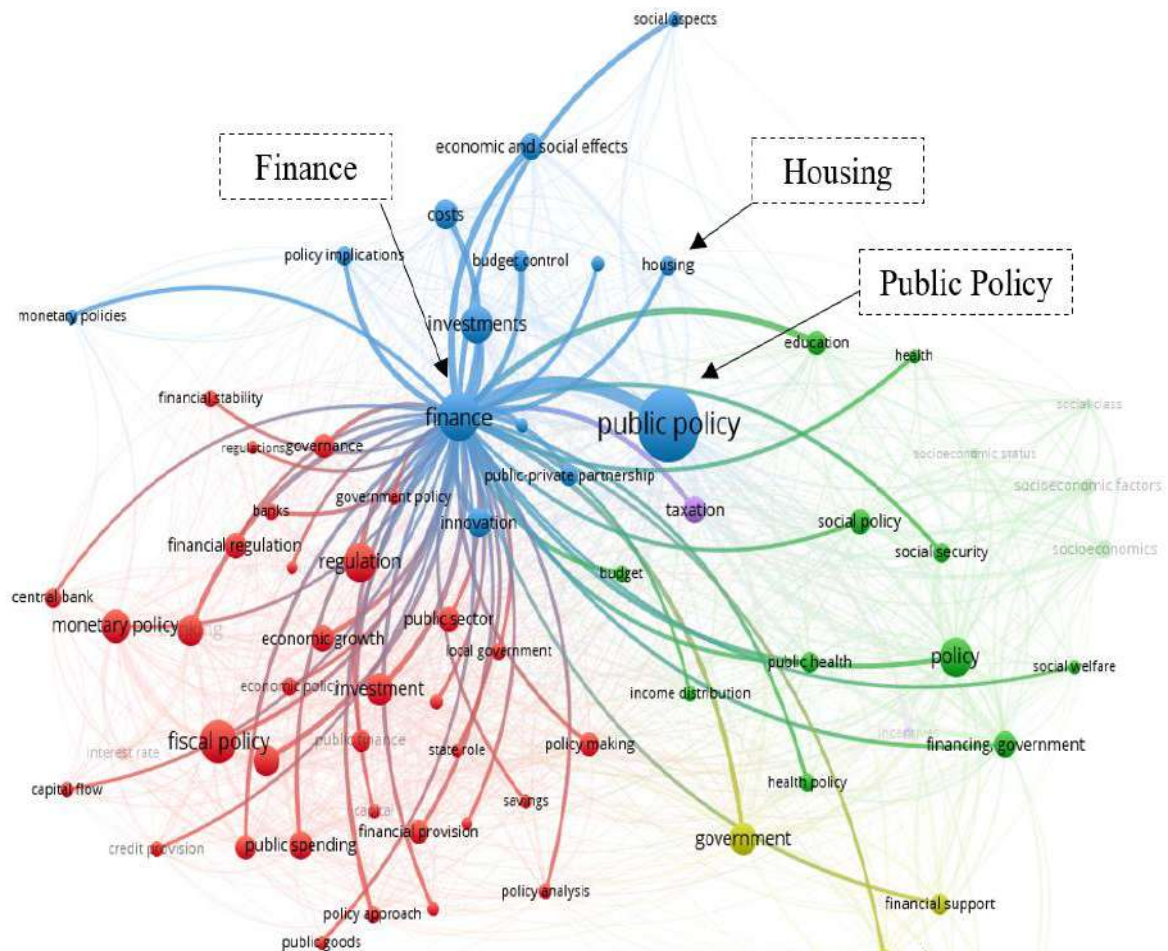 social aspects
economic and social effects
Finance
Housing
costs
policy implications
budget control
housing
Public Policy
monetary policies
investments
education
health
financial stability
social class
finance
public policy
regulations
governance
socioeconomic status
public-private partnership
socioeconomic factors
government policy
banks
taxation
innovation
social policy
financial regulation
socioeconomics
social security
regulation
budget
central bank
monetary policy
public sector
economic growth
local government
policy
public health
social welfare
economic policy
investment
income distribution
incentives
fiscal policy
public finance
policy making
financing, government
interest rate
state role
health policy
capital flow
savings
capital
financial provision
government
public spending
credit provision
policy analysis
financial support
policy approach
public goods